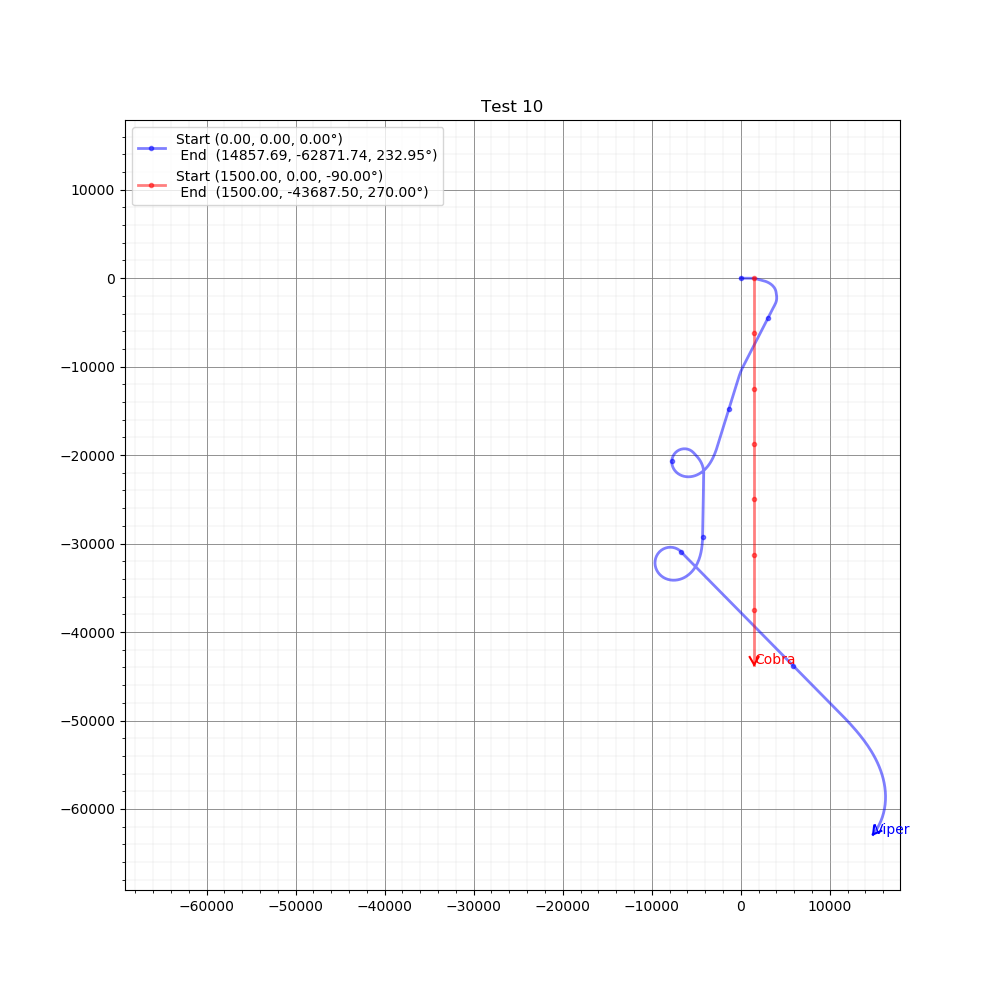 Test 10
Start (0.00, 0.00, 0.00°)
End (14857.69, -62871.74, 232.95°)
Start (1500.00, 0.00, -90.00°)
End (1500.00, -43687.50, 270.00°)
10000
0
−10000
−20000
−30000
−40000
−50000
−60000
Cobra
Viper
−60000 −50000 −40000 −30000 −20000 −10000 0 10000